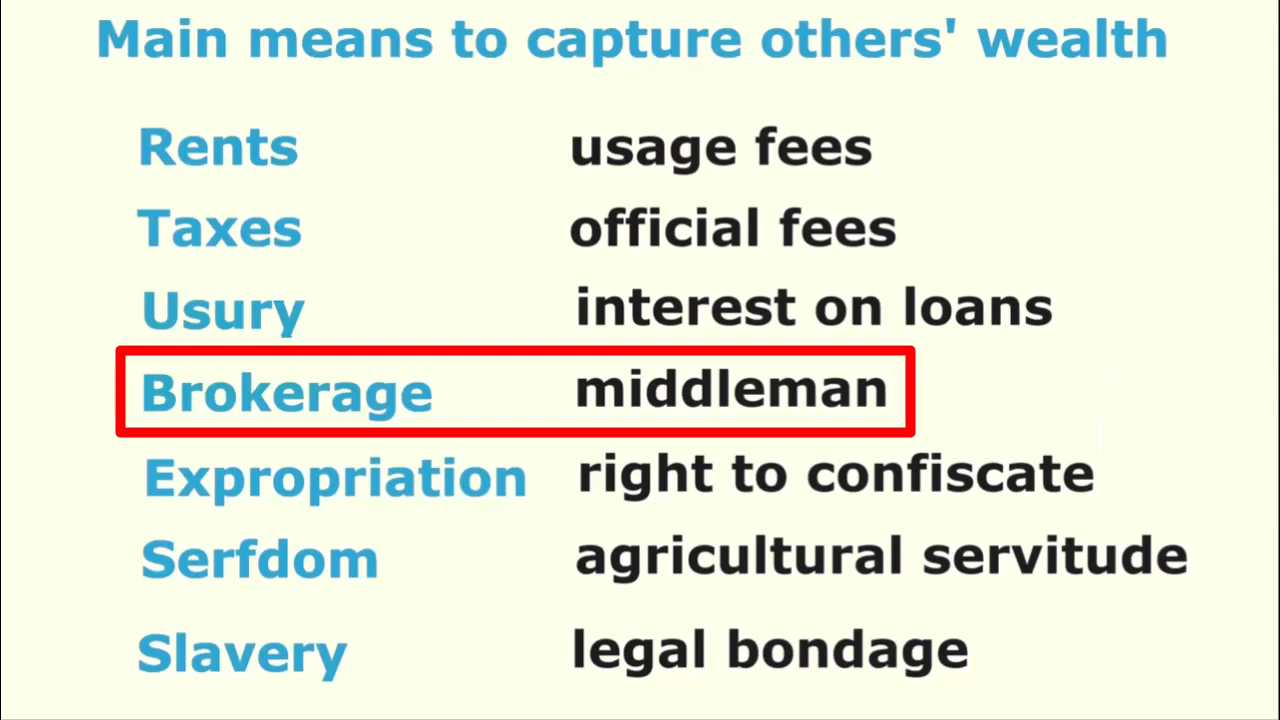 Main means to capture others' wealth
Rents usage fees
Taxes official fees
Usury interest on loans
Brokerage middleman
Expropriation right to confiscate
Serfdom agricultural servitude
Slavery legal bondage